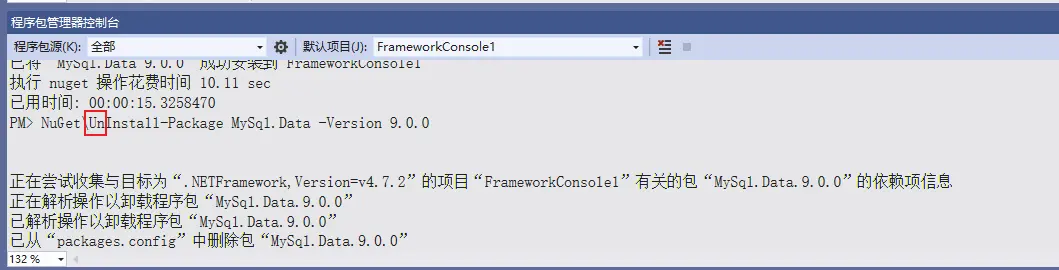 程序包管理器控制台
程序包源(K): 全部 默认项目(J): FrameworkConsole1
已将“MySql.Data 9.0.0”成功安装到 FrameworkConsole1
执行 nuget 操作花费时间 10.11 sec
已用时间: 00:00:15.3258470
PM> NuGet\UnInstall-Package MySql.Data -Version 9.0.0
正在尝试收集与目标为“.NETFramework,Version=v4.7.2”的项目“FrameworkConsole1”有关的包“MySql.Data.9.0.0”的依赖项信息
正在解析操作以卸载程序包“MySql.Data.9.0.0”
已解析操作以卸载程序包“MySql.Data.9.0.0”
已从“packages.config”中删除包“MySql.Data.9.0.0”
132 %